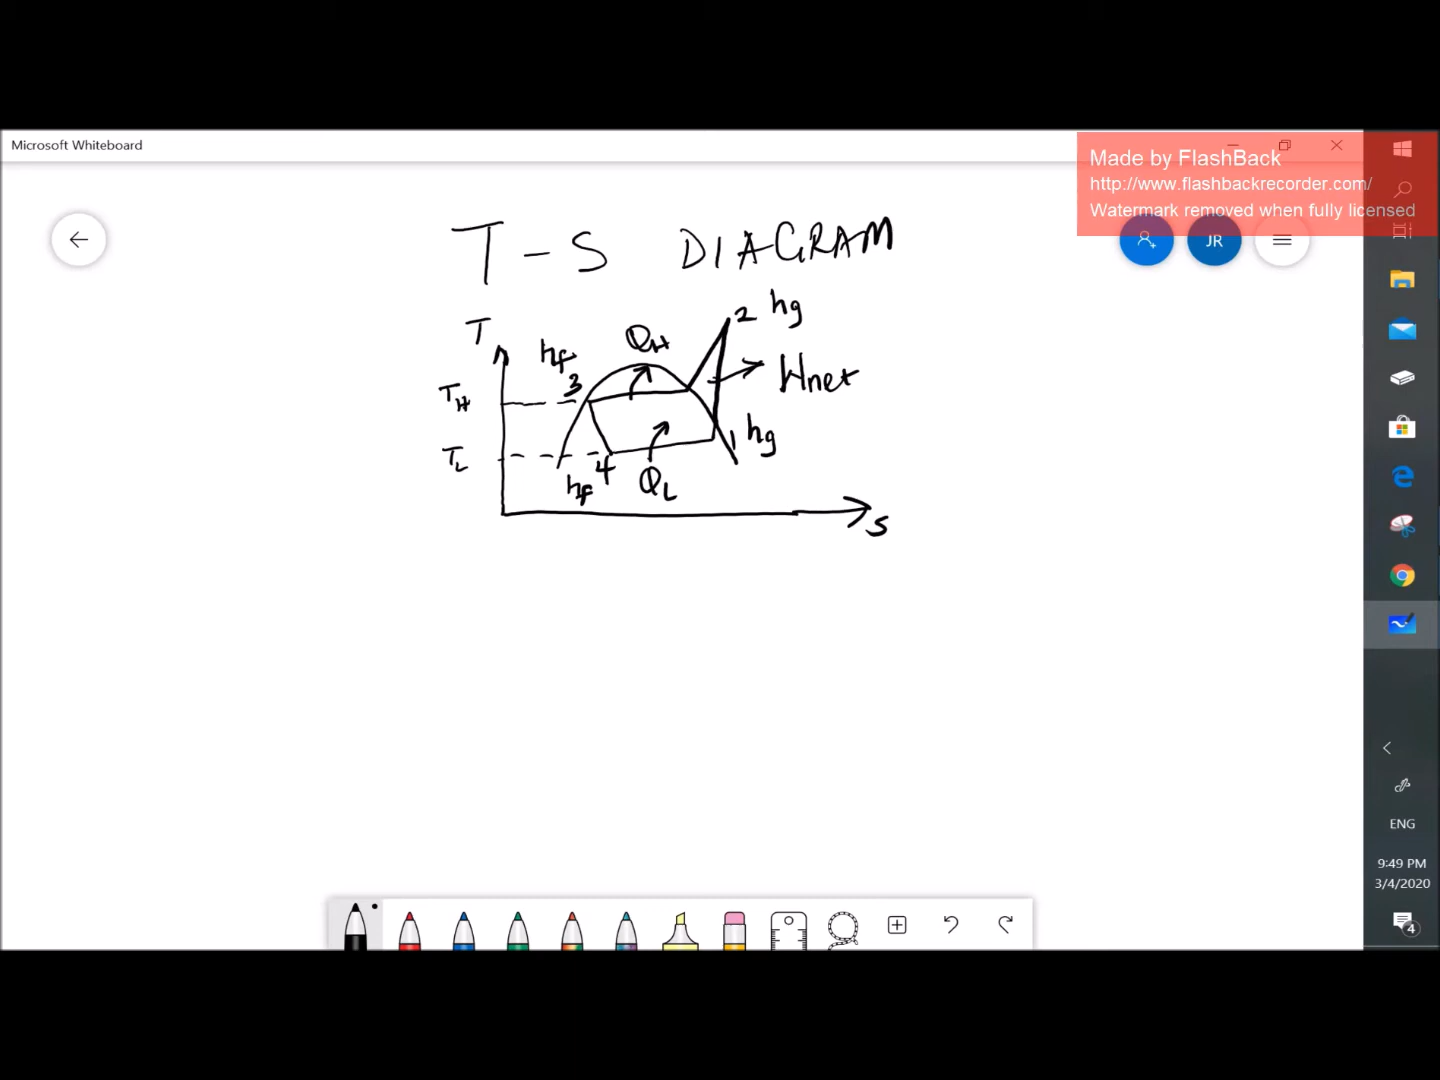 Microsoft Whiteboard
Made by FlashBack
http://www.flashbackrecorder.com/
Watermark removed when fully licensed
JR
T-S DIAGRAM
T
2 hg
QH
hf
3
Wnet
TH
1 hg
TL
4
hf
QL
S
ENG
9:49 PM
3/4/2020
4